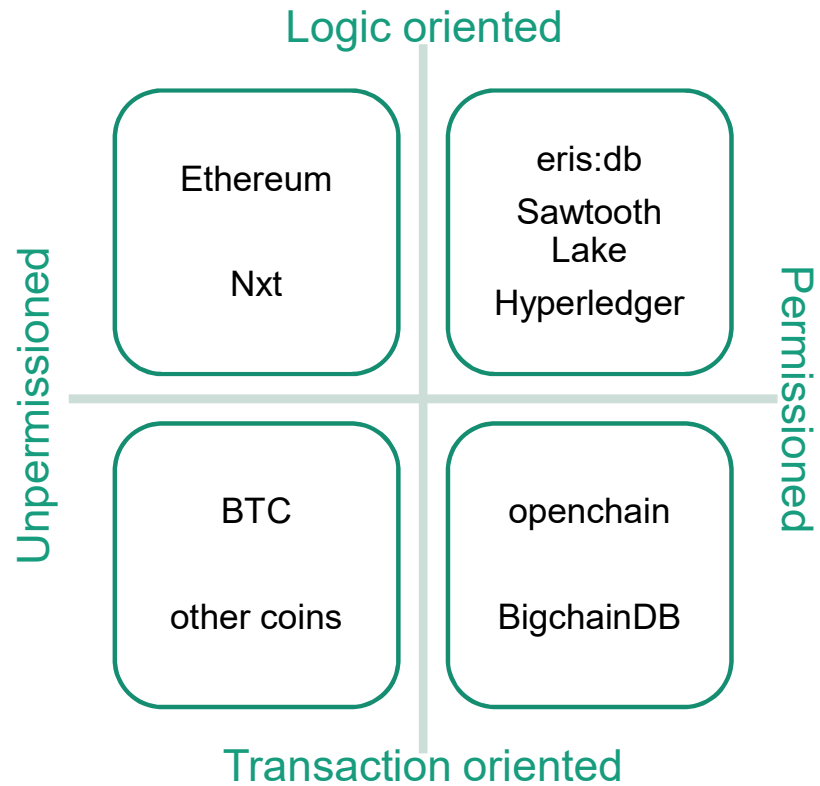 Logic oriented
Ethereum
Nxt
eris:db
Sawtooth
Lake
Hyperledger
Unpermissioned
Permissioned
BTC
other coins
openchain
BigchainDB
Transaction oriented